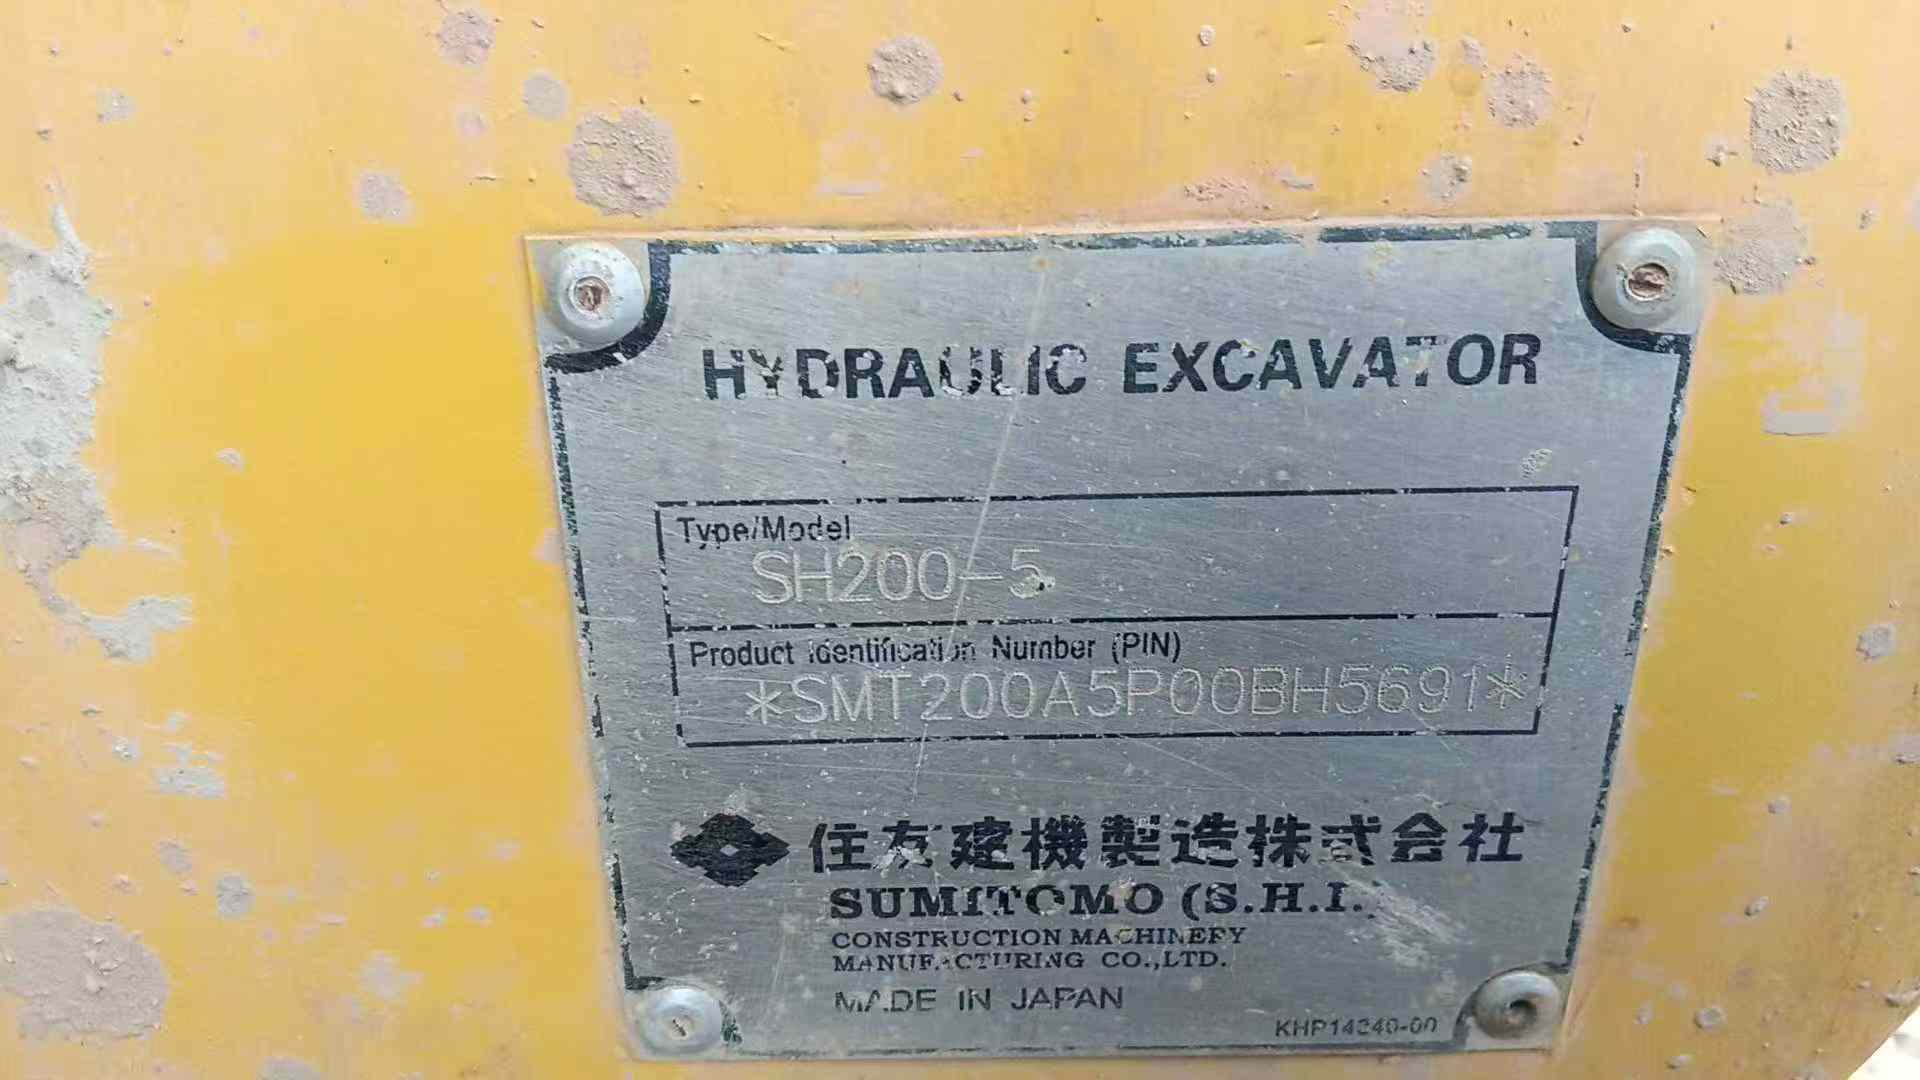 HYDRAULIC EXCAVATOR
Type/Model
SH200-5
Product Identification Number (PIN)
*SMT200A5P00BH5691*
住友建機製造株式会社
SUMITOMO (S.H.I.)
CONSTRUCTION MACHINERY
MANUFACTURING CO.,LTD.
MADE IN JAPAN
KHP14240-00